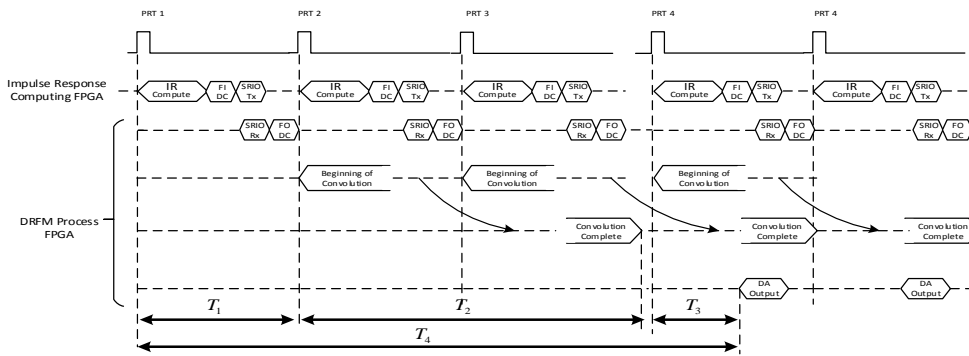 PRT 1
PRT 2
PRT 3
PRT 4
PRT 4
Impulse Response
Computing FPGA
IR
Compute
FI
DC
SRIO
Tx
IR
Compute
FI
DC
SRIO
Tx
IR
Compute
FI
DC
SRIO
Tx
IR
Compute
FI
DC
SRIO
Tx
IR
Compute
FI
DC
SRIO
Tx
SRIO
Rx
FO
DC
SRIO
Rx
FO
DC
SRIO
Rx
FO
DC
SRIO
Rx
FO
DC
SRIO
Rx
FO
DC
DRFM Process
FPGA
Beginning of
Convolution
Beginning of
Convolution
Beginning of
Convolution
Convolution
Complete
Convolution
Complete
Convolution
Complete
DA
Output
DA
Output
T1
T2
T3
T4